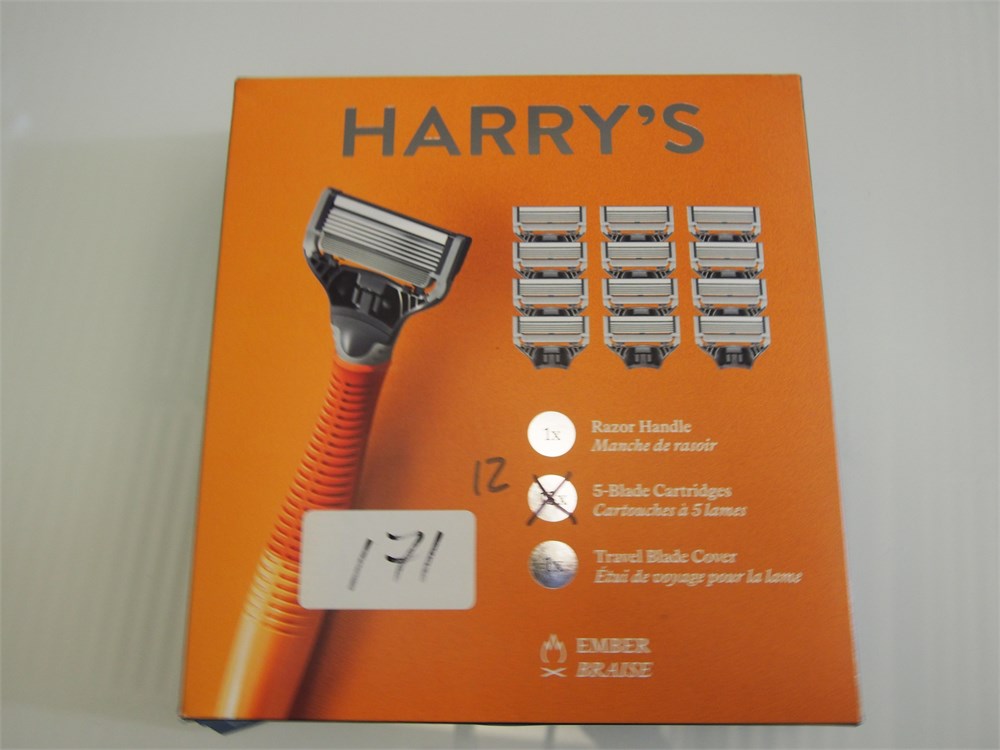 HARRY'S
1x
Razor Handle
Manche de rasoir
12
5-Blade Cartridges
Cartouches à 5 lames
171
1x
Travel Blade Cover
Étui de voyage pour la lame
EMBER
BRAISE